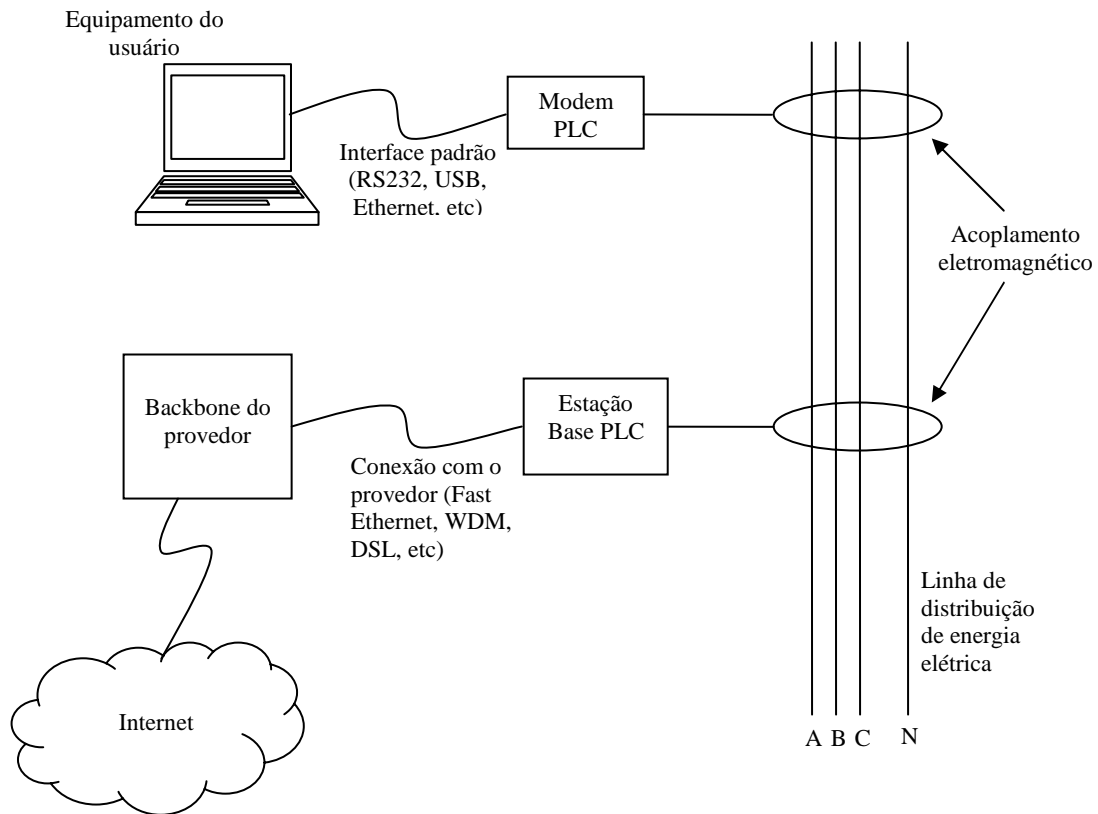 Equipamento do
usuário
Modem
PLC
Interface padrão
(RS232, USB,
Ethernet, etc)
Acoplamento
eletromagnético
Backbone do
provedor
Estação
Base PLC
Conexão com o
provedor (Fast
Ethernet, WDM,
DSL, etc)
Linha de
distribuição
de energia
elétrica
Internet
A B C N